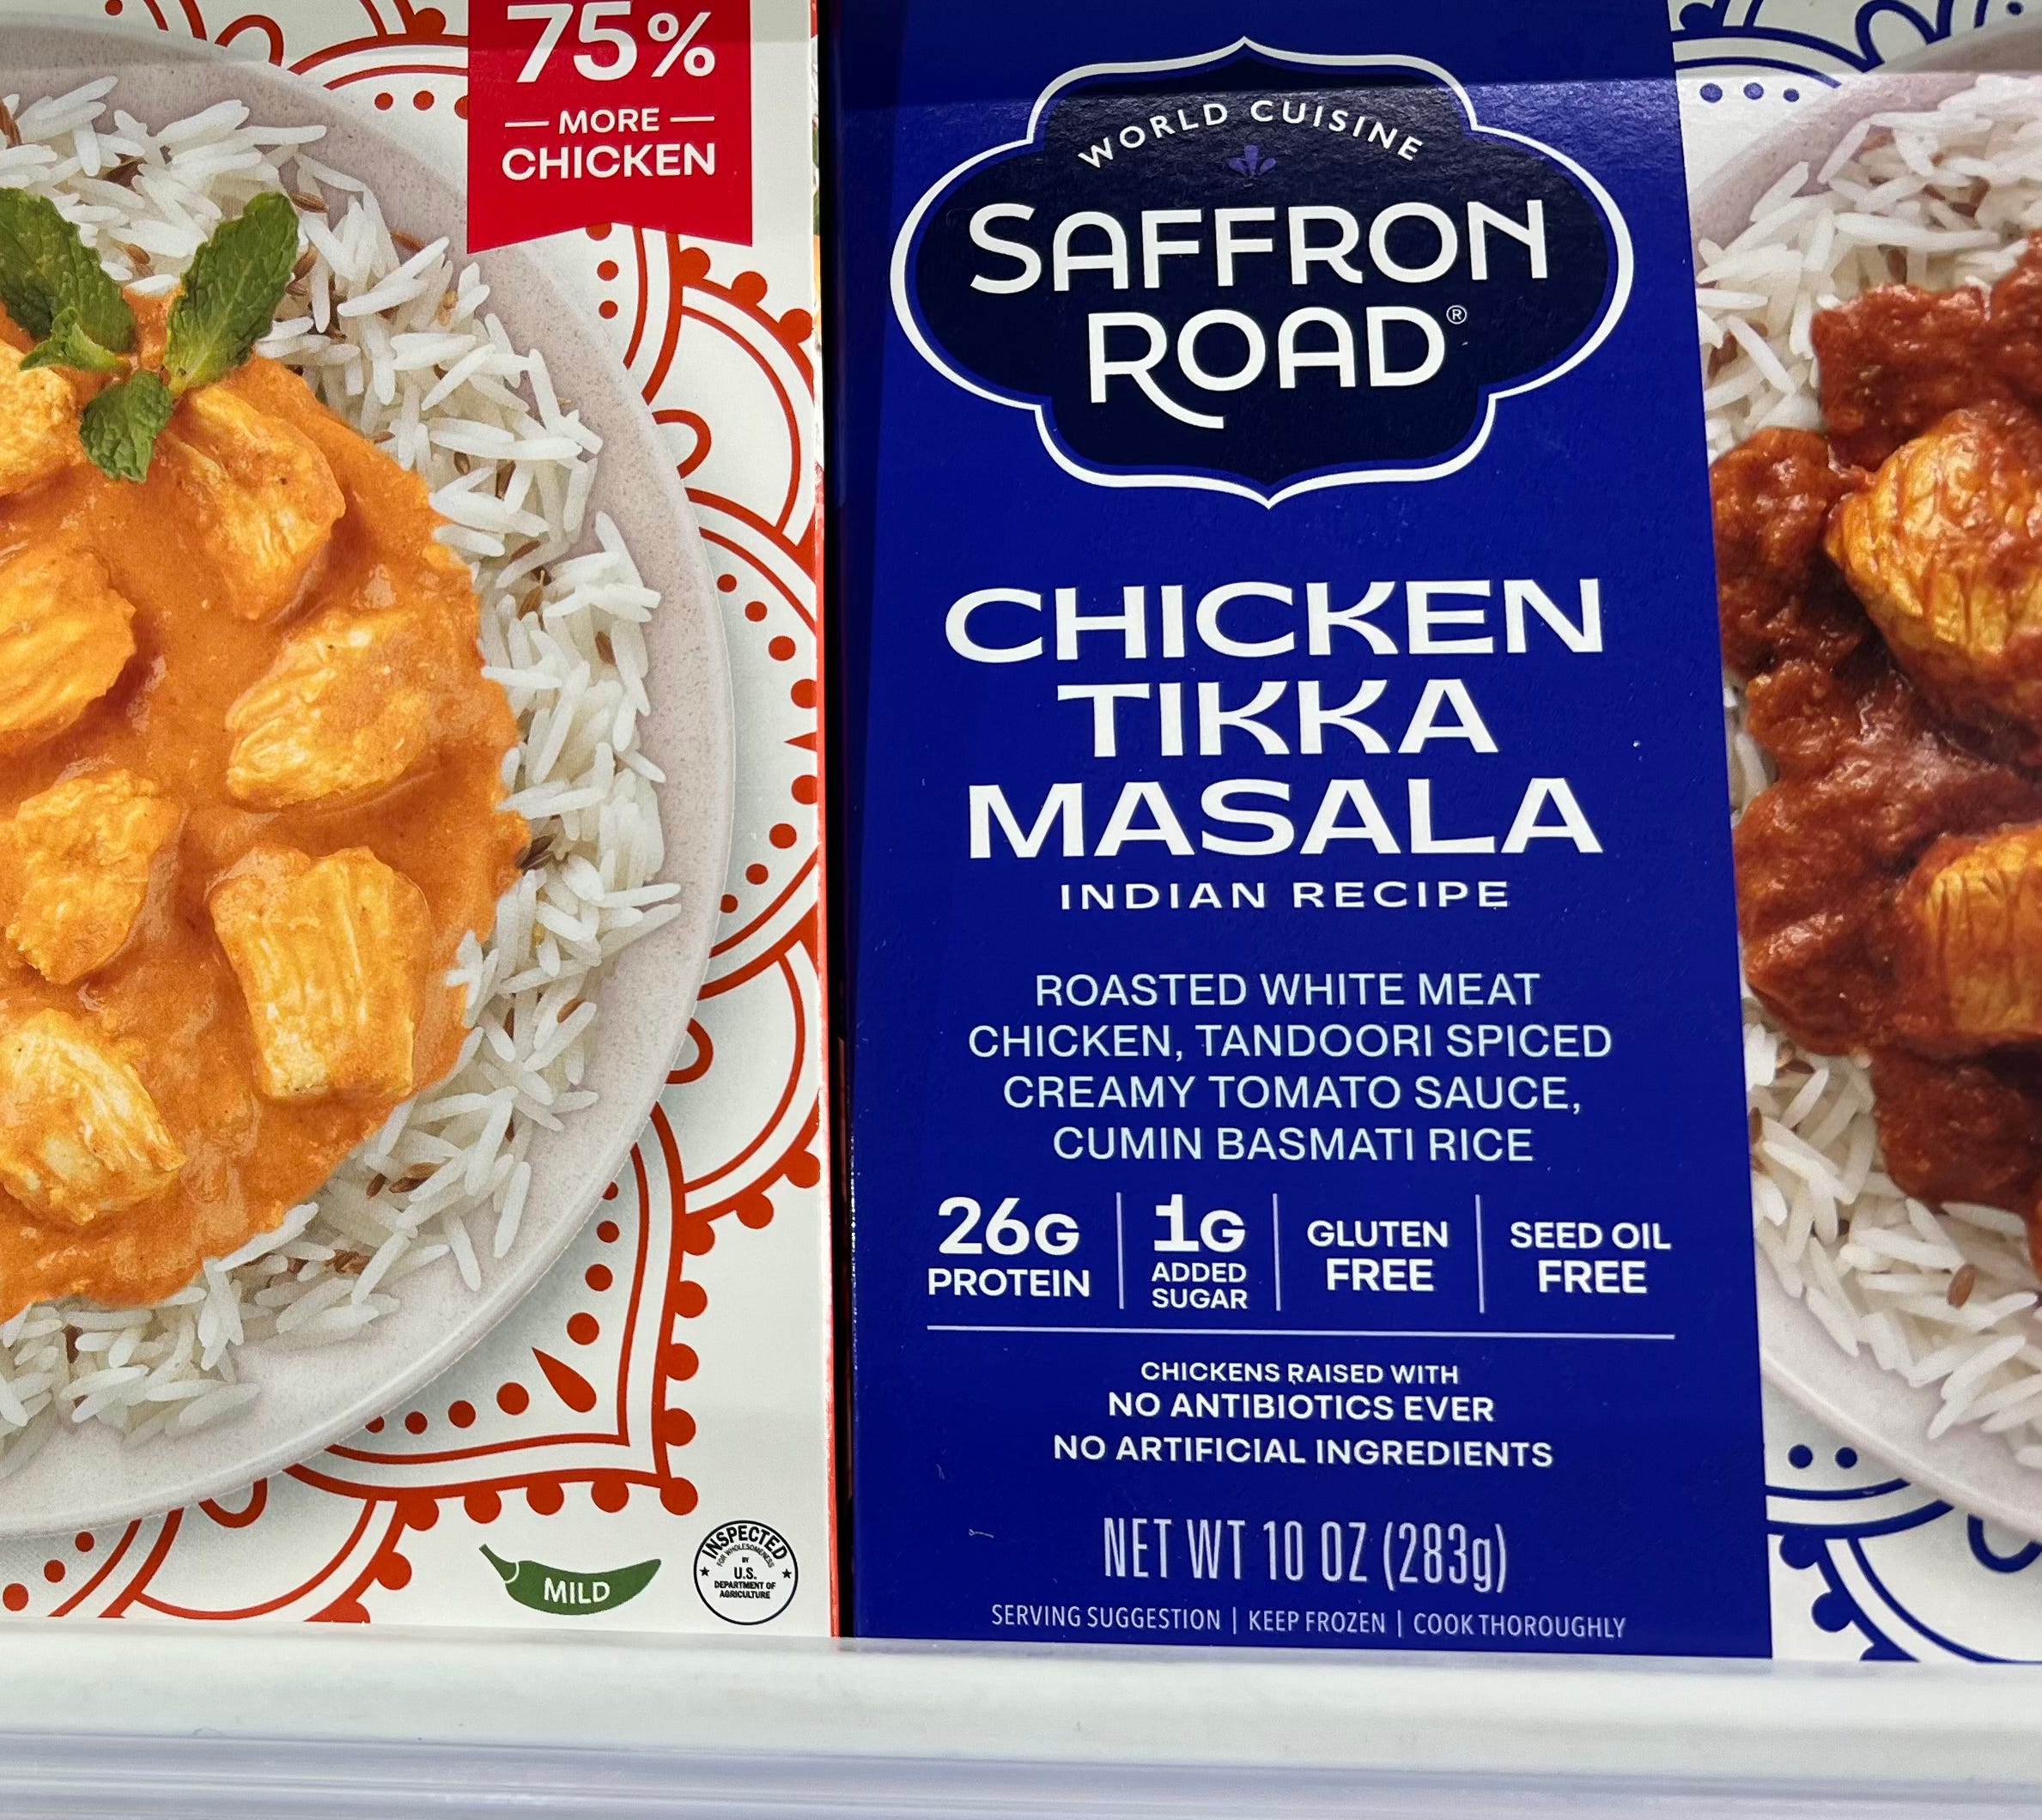 75%
MORE
CHICKEN
MILD
INSPECTED
FOR WHOLESOMENESS
BY
U.S.
DEPARTMENT OF
AGRICULTURE
WORLD CUISINE
SAFFRON
ROAD®
CHICKEN
TIKKA
MASALA
INDIAN RECIPE
ROASTED WHITE MEAT
CHICKEN, TANDOORI SPICED
CREAMY TOMATO SAUCE,
CUMIN BASMATI RICE
26G
PROTEIN
1G
ADDED
SUGAR
GLUTEN
FREE
SEED OIL
FREE
CHICKENS RAISED WITH
NO ANTIBIOTICS EVER
NO ARTIFICIAL INGREDIENTS
NET WT 10 OZ (283g)
SERVING SUGGESTION | KEEP FROZEN | COOK THOROUGHLY